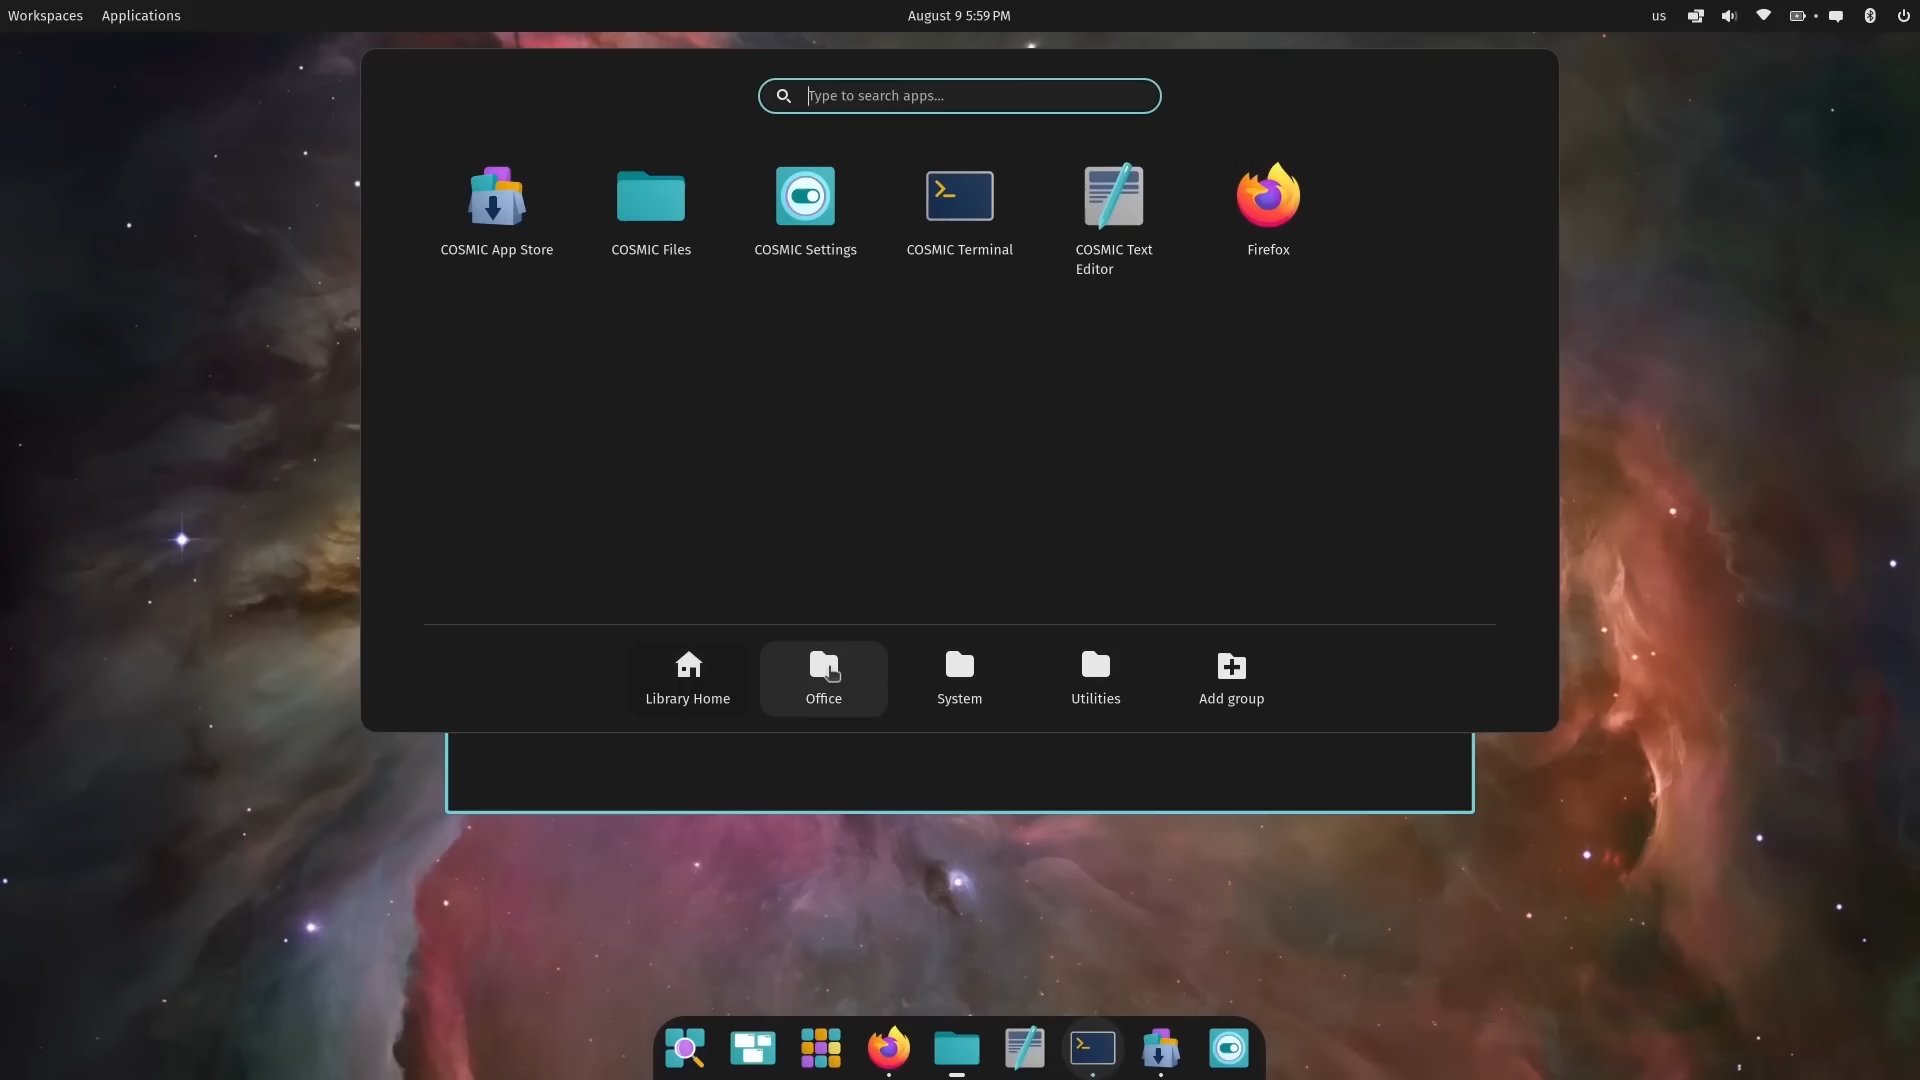 Workspaces Applications August 9 5:59 PM us
Type to search apps...
COSMIC App Store COSMIC Files COSMIC Settings COSMIC Terminal COSMIC Text Firefox
Editor
Library Home Office System Utilities Add group